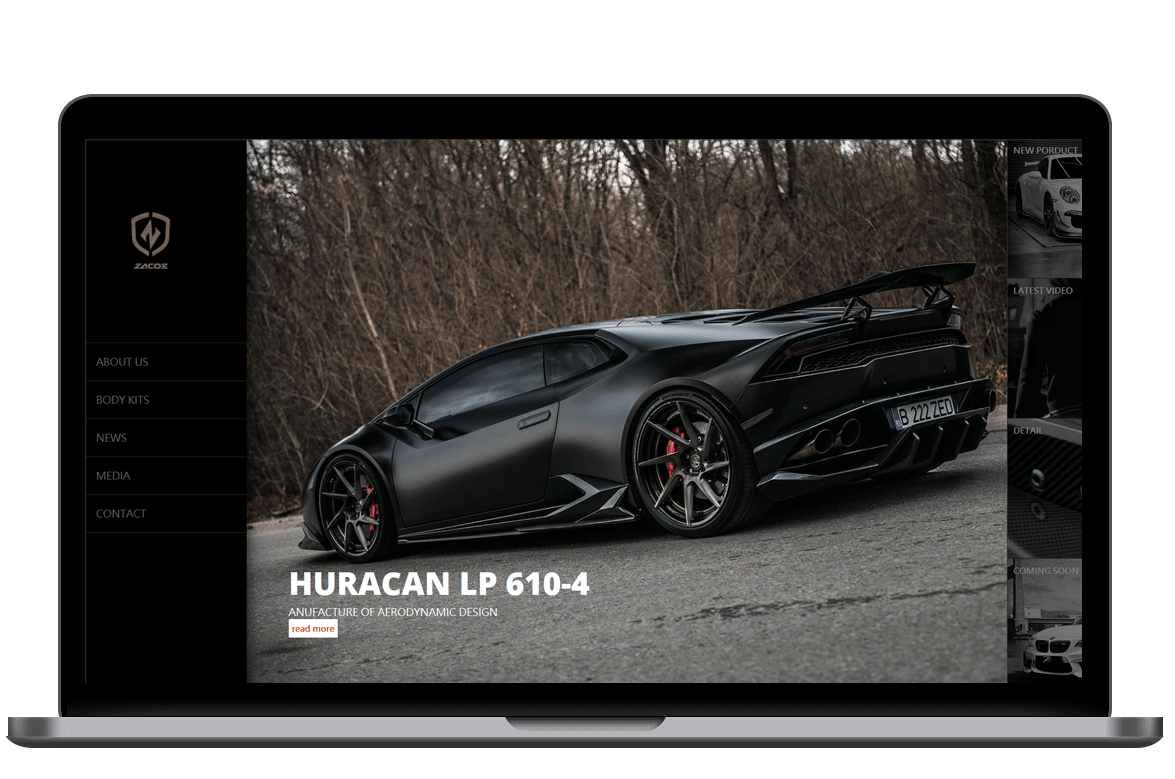 ZACOE
ABOUT US
BODY KITS
NEWS
MEDIA
CONTACT
B 222 ZED
HURACAN LP 610-4
ANUFACTURE OF AERODYNAMIC DESIGN
read more
NEW PORDUCT
LATEST VIDEO
DETAIL
COMING SOON